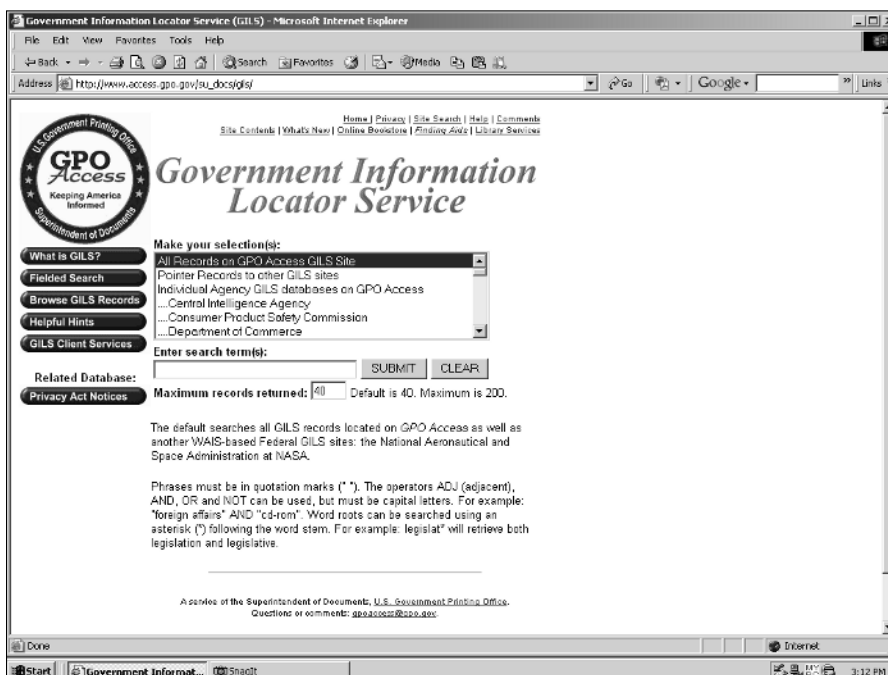 Government Information Locator Service (GILS) - Microsoft Internet Explorer
File Edit View Favorites Tools Help
Back Search Favorites Media
Address http://www.access.gpo.gov/su_docs/gils/ Go Google Links
Home | Privacy | Site Search | Help | Comments
Site Contents | What's New | Online Bookstore | Finding Aids | Library Services
U.S. Government Printing Office
GPO
Access
Keeping America
Informed
Superintendent of Documents
Government Information
Locator Service
Make your selection(s):
All Records on GPO Access GILS Site
Pointer Records to other GILS sites
Individual Agency GILS databases on GPO Access
....Central Intelligence Agency
....Consumer Product Safety Commission
....Department of Commerce
What is GILS?
Fielded Search
Browse GILS Records
Helpful Hints
GILS Client Services
Related Database:
Privacy Act Notices
Enter search term(s):
SUBMIT CLEAR
Maximum records returned: 40 Default is 40. Maximum is 200.
The default searches all GILS records located on GPO Access as well as
another WAIS-based Federal GILS sites: the National Aeronautical and
Space Administration at NASA.
Phrases must be in quotation marks (" "). The operators ADJ (adjacent),
AND, OR and NOT can be used, but must be capital letters. For example:
"foreign affairs" AND "cd-rom". Word roots can be searched using an
asterisk (*) following the word stem. For example: legislat* will retrieve both
legislation and legislative.
A service of the Superintendent of Documents, U.S. Government Printing Office.
Questions or comments: gpoaccess@gpo.gov.
Done Internet
Start Government Informat... SnagIt 3:12 PM